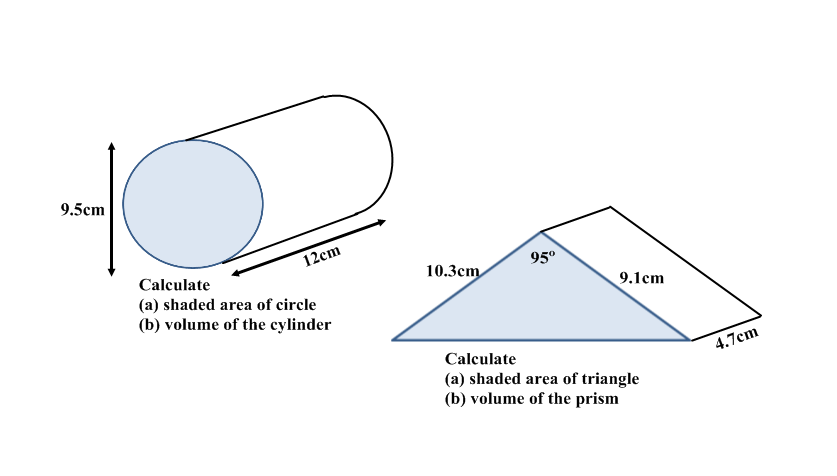 9.5cm
12cm
Calculate
(a) shaded area of circle
(b) volume of the cylinder
10.3cm
95º
9.1cm
4.7cm
Calculate
(a) shaded area of triangle
(b) volume of the prism